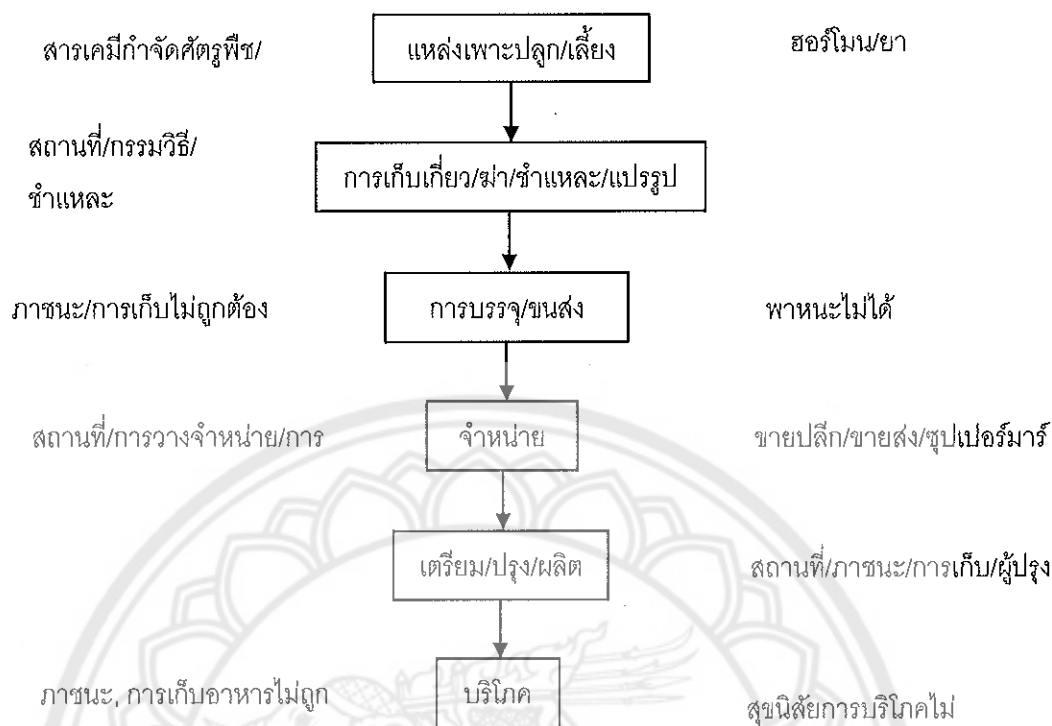 สารเคมีกำจัดศัตรูพืช/
แหล่งเพาะปลูก/เลี้ยง
ฮอร์โมน/ยา
สถานที่/กรรมวิธี/
ชำแหละ
การเก็บเกี่ยว/ฆ่า/ชำแหละ/แปรรูป
ภาชนะ/การเก็บไม่ถูกต้อง
การบรรจุ/ขนส่ง
พาหนะไม่ได้
สถานที่/การวางจำหน่าย/การ
จำหน่าย
ขายปลีก/ขายส่ง/ซุปเปอร์มาร์
เตรียม/ปรุง/ผลิต
สถานที่/ภาชนะ/การเก็บ/ผู้ปรุง
ภาชนะ, การเก็บอาหารไม่ถูก
บริโภค
สุขนิสัยการบริโภคไม่